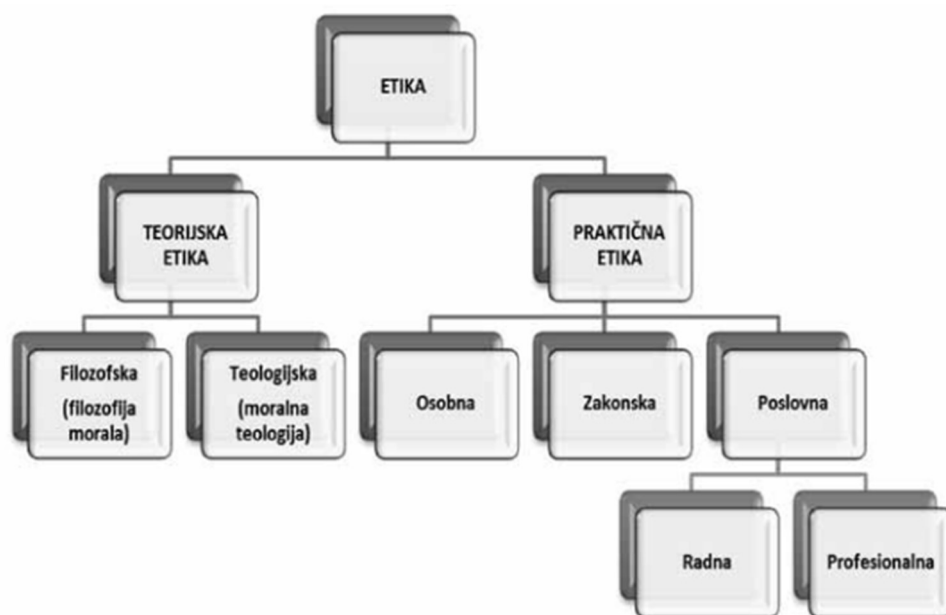 ETIKA
TEORIJSKA
ETIKA
PRAKTIČNA
ETIKA
Filozofska
(filozofija
morala)
Teologijska
(moralna
teologija)
Osobna
Zakonska
Poslovna
Radna
Profesionalna